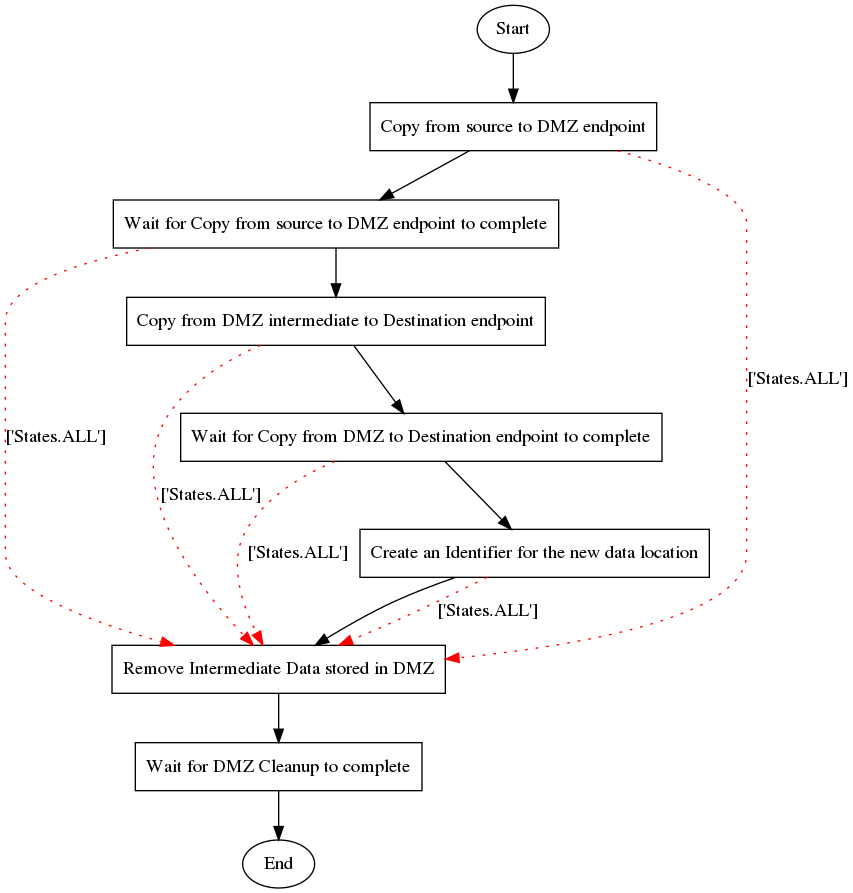 Start
Copy from source to DMZ endpoint
Wait for Copy from source to DMZ endpoint to complete
Copy from DMZ intermediate to Destination endpoint
['States.ALL']
Wait for Copy from DMZ to Destination endpoint to complete
['States.ALL']
['States.ALL']
['States.ALL']
Create an Identifier for the new data location
['States.ALL']
Remove Intermediate Data stored in DMZ
Wait for DMZ Cleanup to complete
End